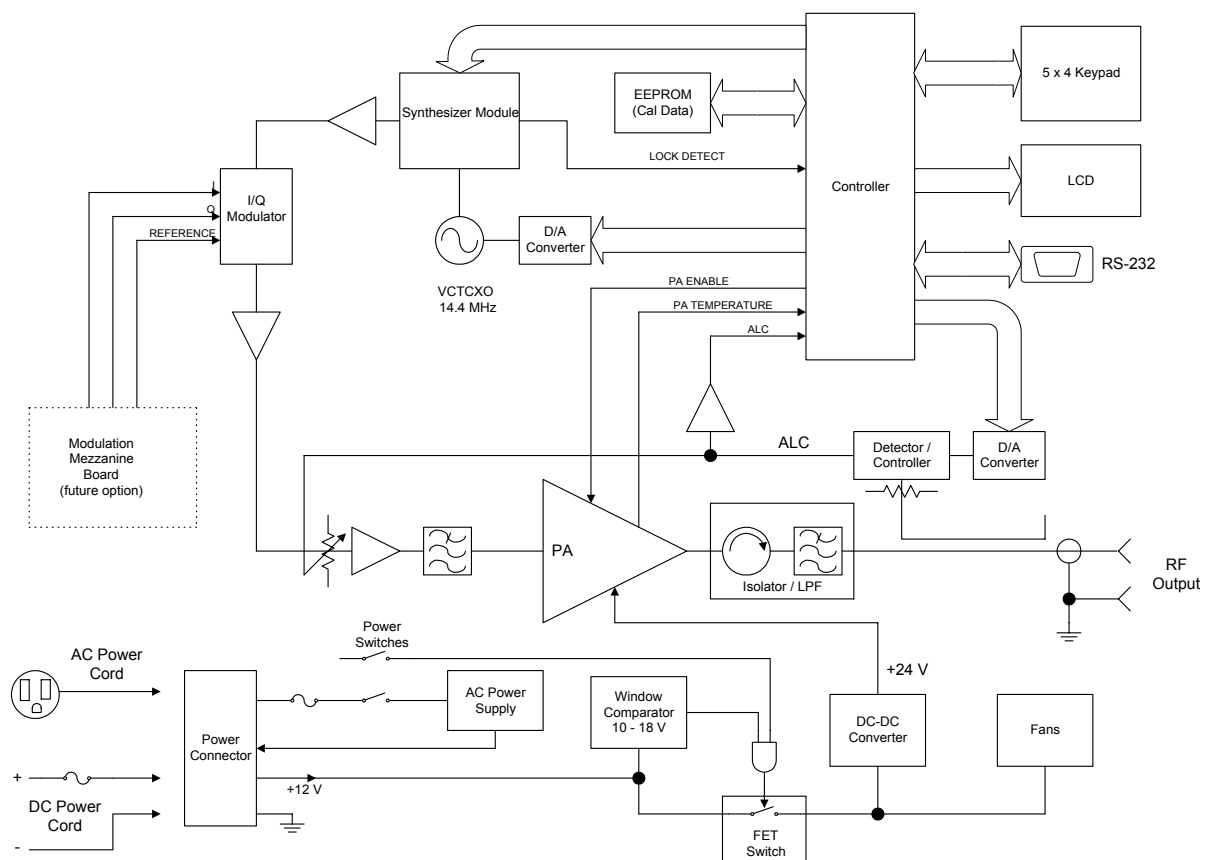 5 x 4 Keypad
EEPROM
(Cal Data)
Synthesizer Module
LOCK DETECT
Controller
LCD
I
I/Q
Modulator
Q
REFERENCE
D/A
Converter
RS-232
VCTCXO
14.4 MHz
PA ENABLE
PA TEMPERATURE
ALC
Modulation
Mezzanine
Board
(future option)
ALC
Detector /
Controller
D/A
Converter
PA
Isolator / LPF
RF
Output
Power
Switches
AC Power
Cord
AC Power
Supply
Window
Comparator
10 - 18 V
+24 V
DC-DC
Converter
Fans
Power
Connector
+
+12 V
DC Power
Cord
-
FET
Switch